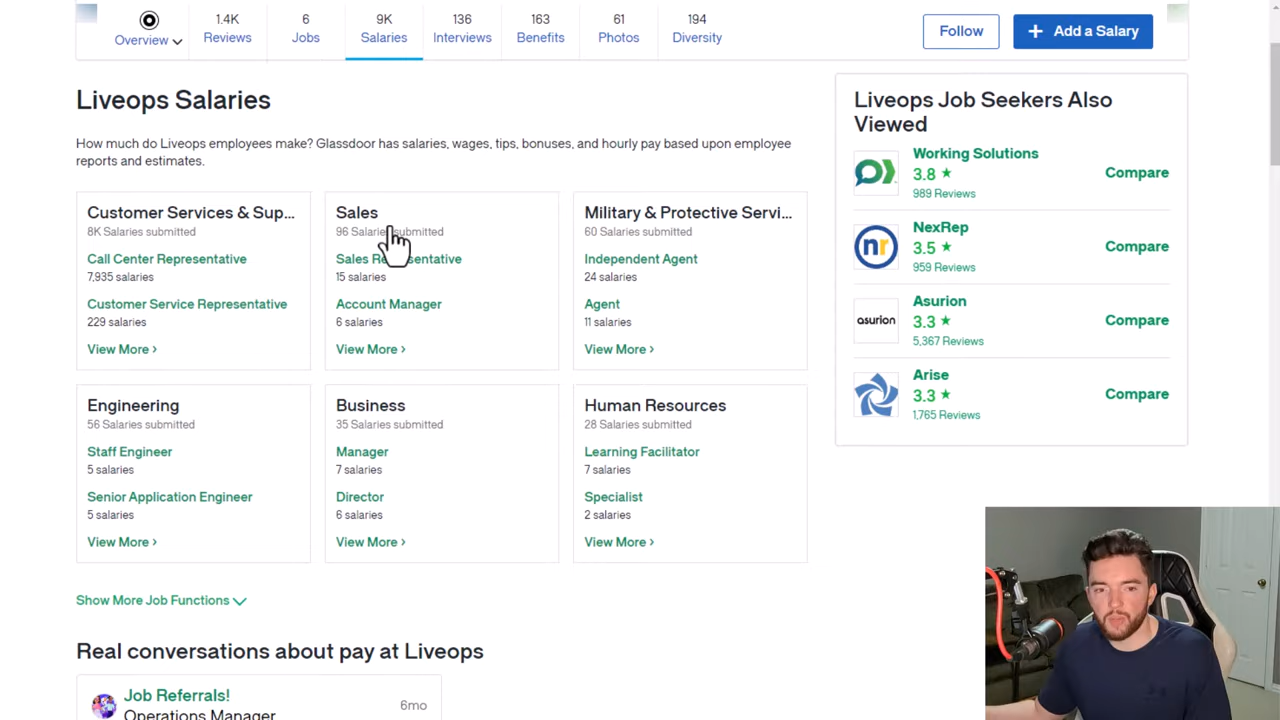 Overview
1.4K
Reviews
6
Jobs
9K
Salaries
136
Interviews
163
Benefits
61
Photos
194
Diversity
Follow
+ Add a Salary
Liveops Salaries
How much do Liveops employees make? Glassdoor has salaries, wages, tips, bonuses, and hourly pay based upon employee
reports and estimates.
Customer Services & Sup...
8K Salaries submitted
Call Center Representative
7,935 salaries
Customer Service Representative
229 salaries
View More ›
Sales
96 Salaries submitted
Sales Representative
15 salaries
Account Manager
6 salaries
View More ›
Military & Protective Servi...
60 Salaries submitted
Independent Agent
24 salaries
Agent
11 salaries
View More ›
Engineering
56 Salaries submitted
Staff Engineer
5 salaries
Senior Application Engineer
5 salaries
View More ›
Business
35 Salaries submitted
Manager
7 salaries
Director
6 salaries
View More ›
Human Resources
28 Salaries submitted
Learning Facilitator
7 salaries
Specialist
2 salaries
View More ›
Show More Job Functions
Real conversations about pay at Liveops
Job Referrals!
6mo
Operations Manager
Liveops Job Seekers Also
Viewed
Working Solutions
3.8 ★
Compare
989 Reviews
nr
NexRep
3.5 ★
Compare
959 Reviews
asurion
Asurion
3.3 ★
Compare
5,367 Reviews
Arise
3.3 ★
Compare
1,765 Reviews